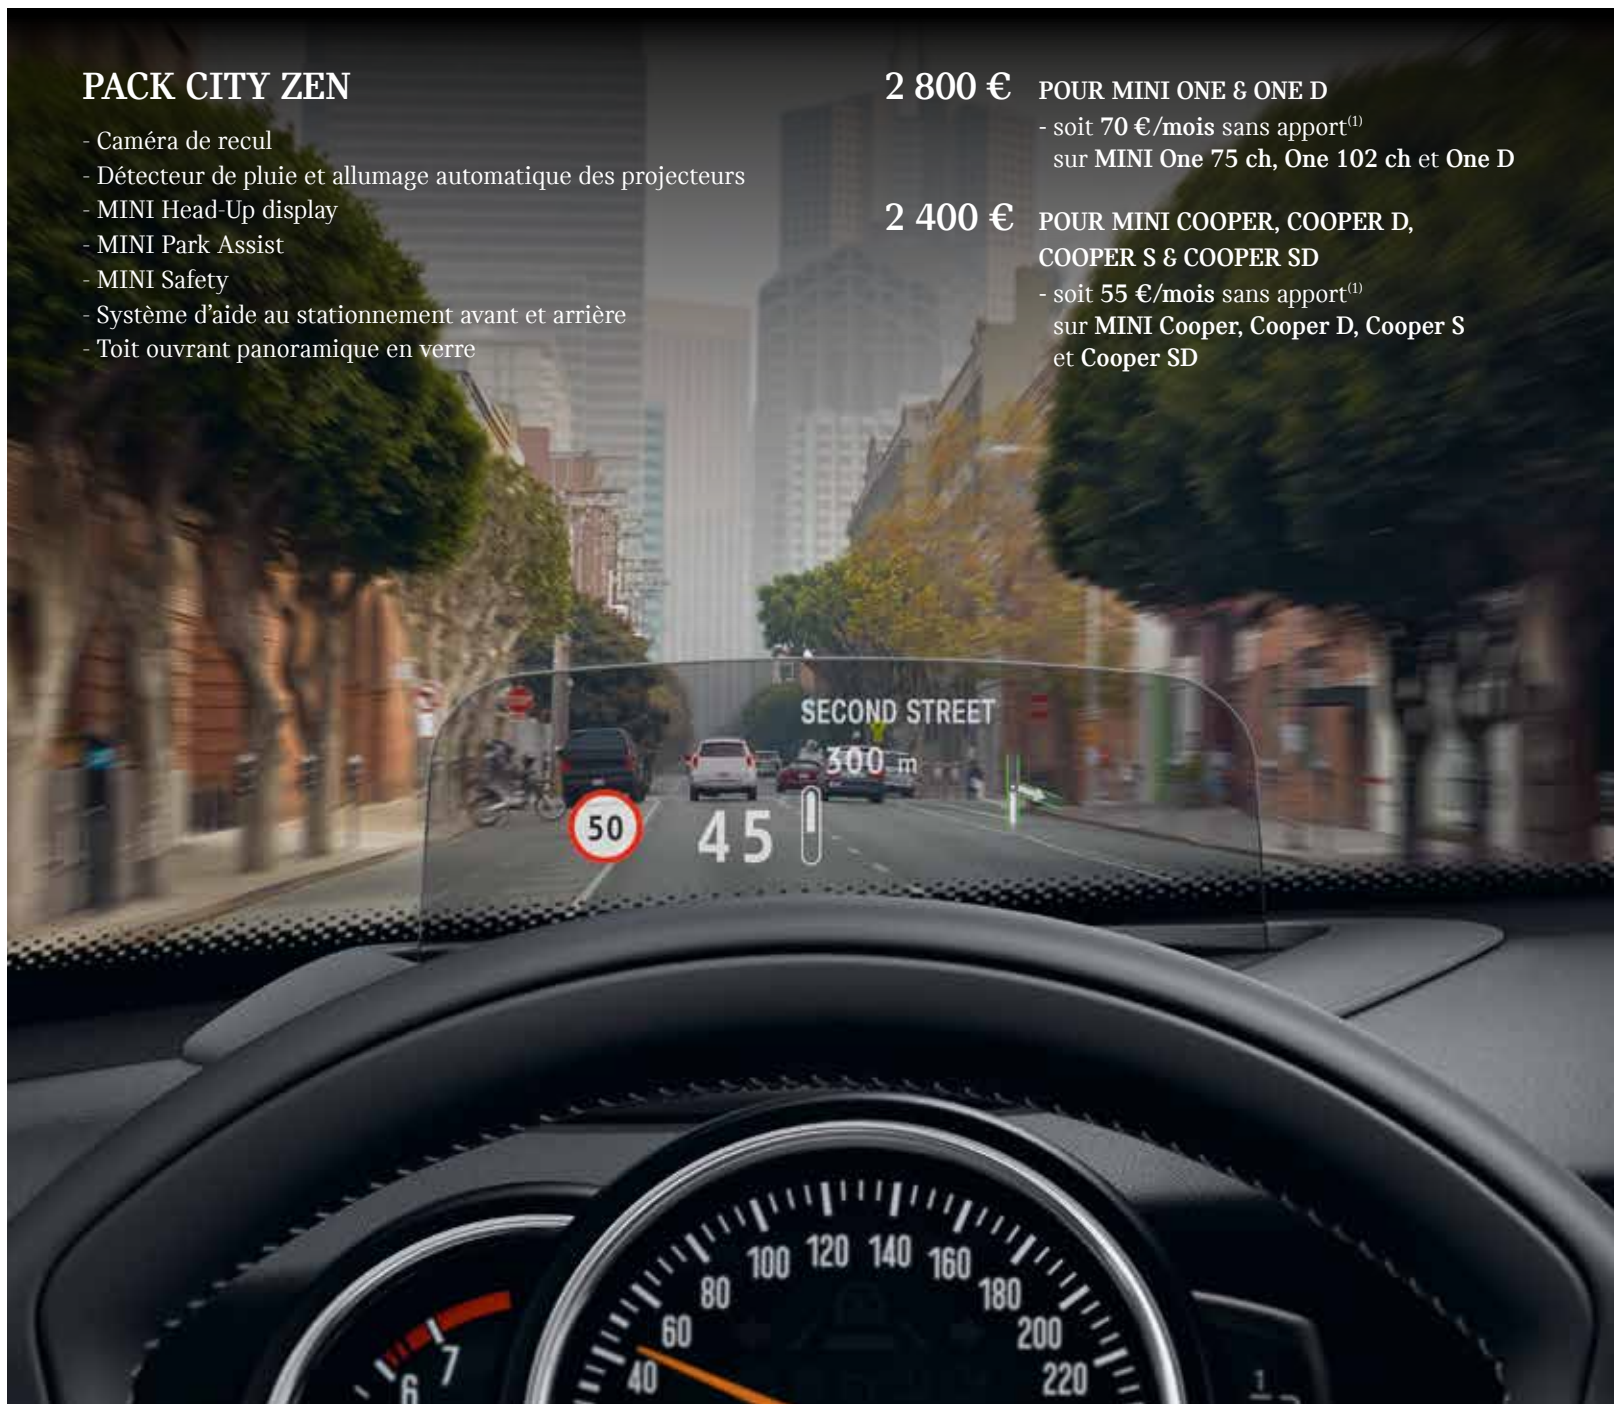 PACK CITY ZEN
- Caméra de recul
- Détecteur de pluie et allumage automatique des projecteurs
- MINI Head-Up display
- MINI Park Assist
- MINI Safety
- Système d'aide au stationnement avant et arrière
- Toit ouvrant panoramique en verre
2 800 € POUR MINI ONE & ONE D
- soit 70 €/mois sans apport(1)
sur MINI One 75 ch, One 102 ch et One D
2 400 € POUR MINI COOPER, COOPER D,
COOPER S & COOPER SD
- soit 55 €/mois sans apport(1)
sur MINI Cooper, Cooper D, Cooper S
et Cooper SD
SECOND STREET
300 m
50
45
6 7
40 60 80 100 120 140 160 180 200 220
1